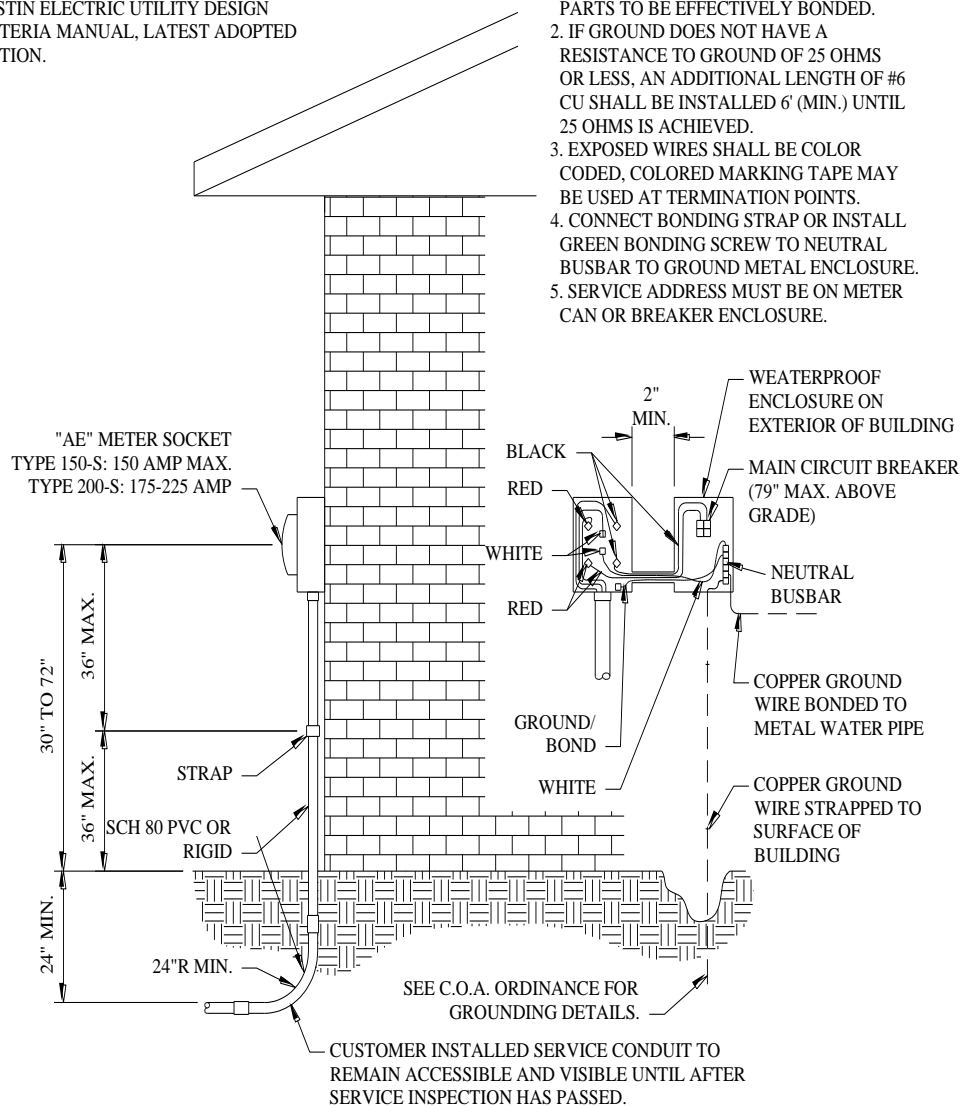 STIN ELECTRIC UTILITY DESIGN
TERIA MANUAL, LATEST ADOPTED
TION.
PARTS TO BE EFFECTIVELY BONDED.
2. IF GROUND DOES NOT HAVE A
RESISTANCE TO GROUND OF 25 OHMS
OR LESS, AN ADDITIONAL LENGTH OF #6
CU SHALL BE INSTALLED 6' (MIN.) UNTIL
25 OHMS IS ACHIEVED.
3. EXPOSED WIRES SHALL BE COLOR
CODED, COLORED MARKING TAPE MAY
BE USED AT TERMINATION POINTS.
4. CONNECT BONDING STRAP OR INSTALL
GREEN BONDING SCREW TO NEUTRAL
BUSBAR TO GROUND METAL ENCLOSURE.
5. SERVICE ADDRESS MUST BE ON METER
CAN OR BREAKER ENCLOSURE.
"AE" METER SOCKET
TYPE 150-S: 150 AMP MAX.
TYPE 200-S: 175-225 AMP
36" MAX.
30" TO 72"
36" MAX.
24" MIN.
STRAP
SCH 80 PVC OR
RIGID
24"R MIN.
2"
MIN.
BLACK
RED
WHITE
RED
GROUND/
BOND
WHITE
WEATERPROOF
ENCLOSURE ON
EXTERIOR OF BUILDING
MAIN CIRCUIT BREAKER
(79" MAX. ABOVE
GRADE)
NEUTRAL
BUSBAR
COPPER GROUND
WIRE BONDED TO
METAL WATER PIPE
COPPER GROUND
WIRE STRAPPED TO
SURFACE OF
BUILDING
SEE C.O.A. ORDINANCE FOR
GROUNDING DETAILS.
CUSTOMER INSTALLED SERVICE CONDUIT TO
REMAIN ACCESSIBLE AND VISIBLE UNTIL AFTER
SERVICE INSPECTION HAS PASSED.